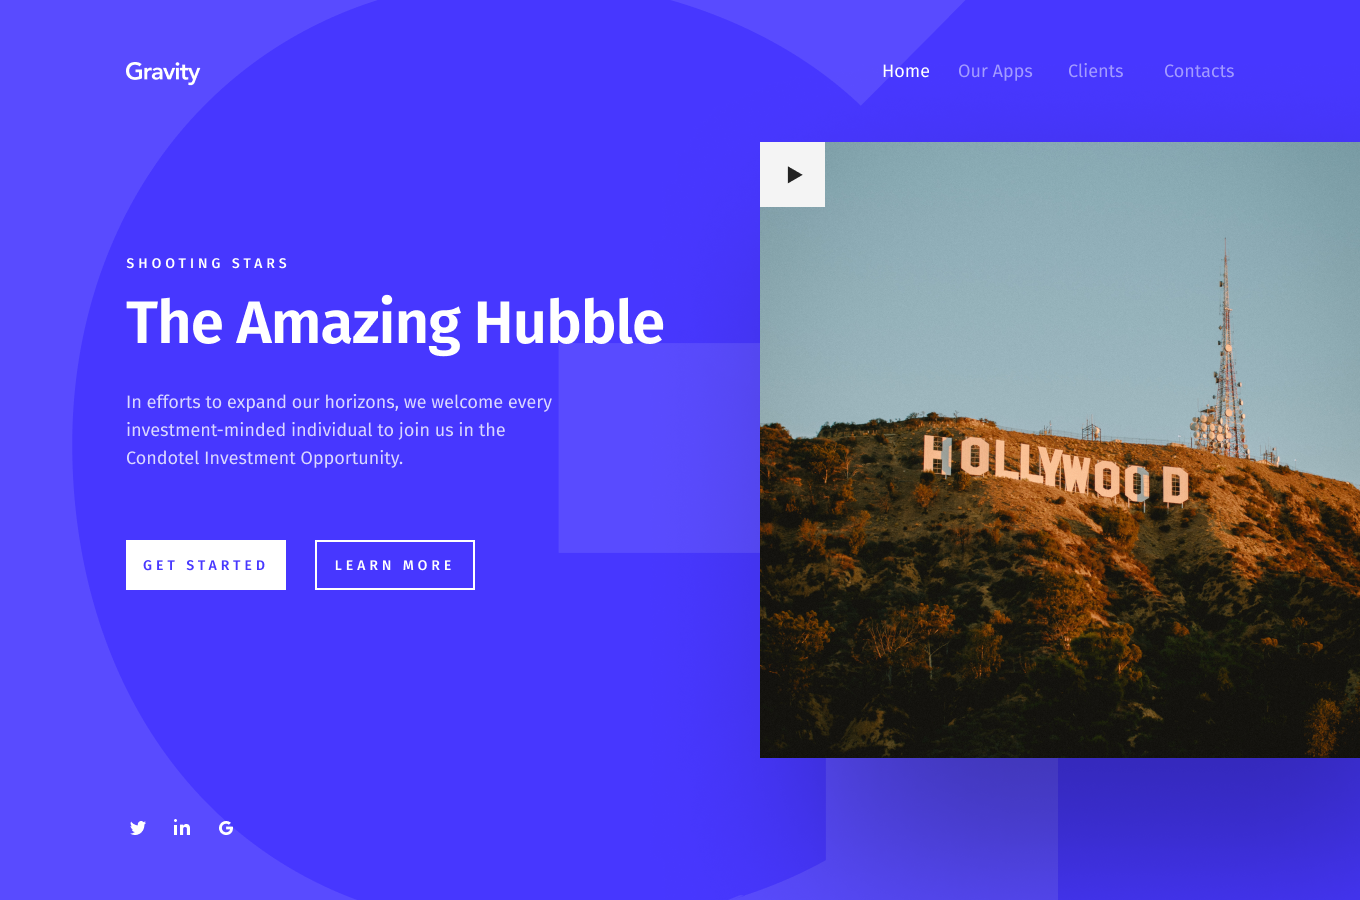 Gravity
Home Our Apps Clients Contacts
SHOOTING STARS
The Amazing Hubble
In efforts to expand our horizons, we welcome every
investment-minded individual to join us in the
Condotel Investment Opportunity.
GET STARTED LEARN MORE
HOLLYWOOD